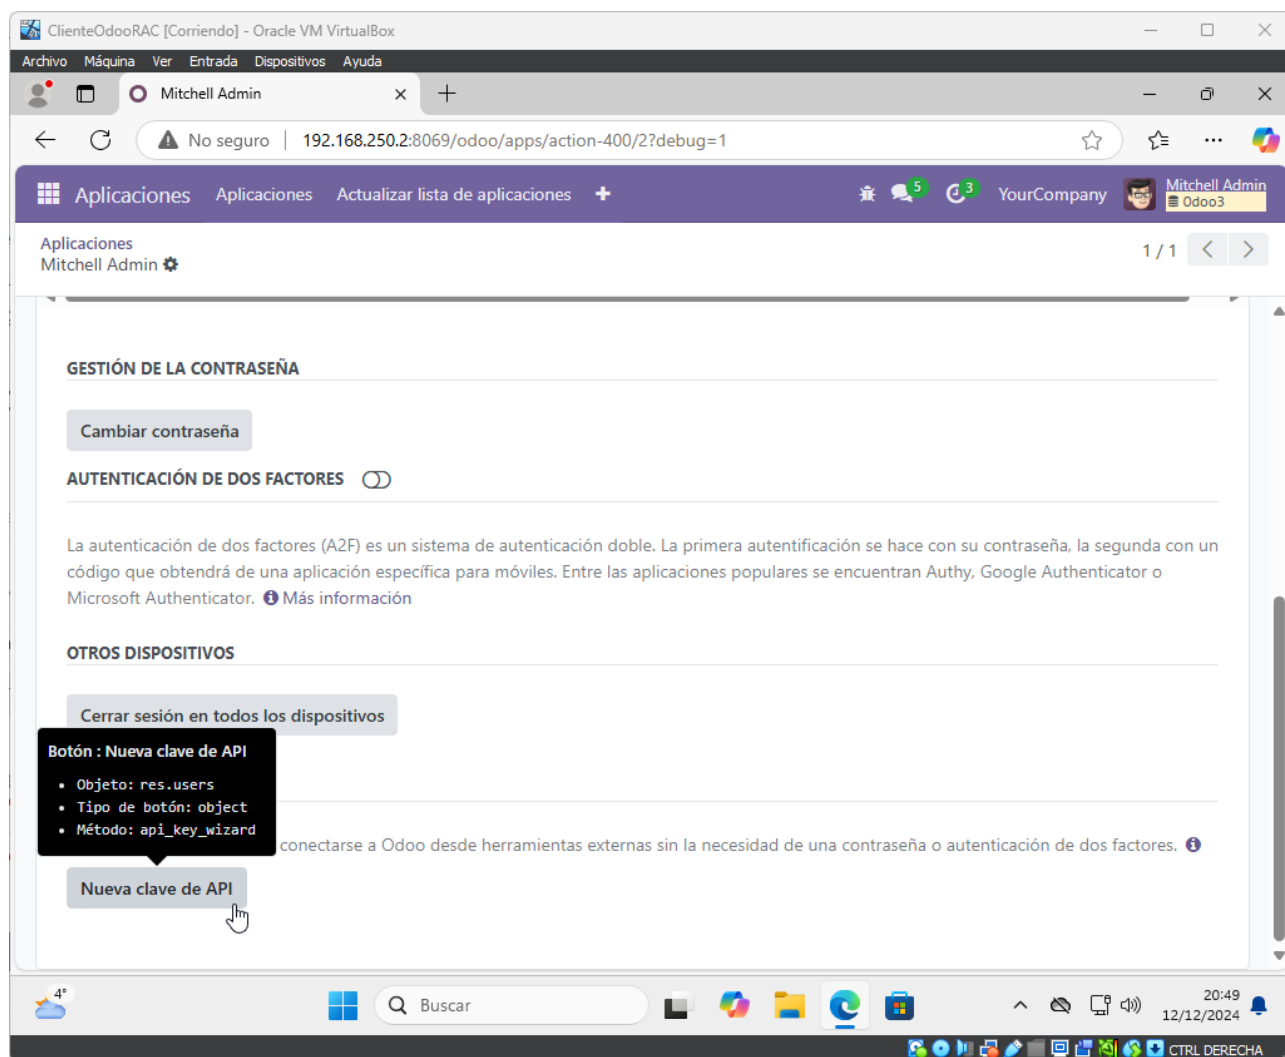 ClienteOdooRAC [Corriendo] - Oracle VM VirtualBox
Archivo Máquina Ver Entrada Dispositivos Ayuda
Mitchell Admin
No seguro 192.168.250.2:8069/odoo/apps/action-400/2?debug=1
Aplicaciones Aplicaciones Actualizar lista de aplicaciones 5 3 YourCompany Mitchell Admin
Odoo3
Aplicaciones
Mitchell Admin
1 / 1
GESTIÓN DE LA CONTRASEÑA
Cambiar contraseña
AUTENTICACIÓN DE DOS FACTORES
La autenticación de dos factores (A2F) es un sistema de autenticación doble. La primera autentificación se hace con su contraseña, la segunda con un
código que obtendrá de una aplicación específica para móviles. Entre las aplicaciones populares se encuentran Authy, Google Authenticator o
Microsoft Authenticator. Más información
OTROS DISPOSITIVOS
Cerrar sesión en todos los dispositivos
Botón : Nueva clave de API
• Objeto: res.users
• Tipo de botón: object
• Método: api_key_wizard
conectarse a Odoo desde herramientas externas sin la necesidad de una contraseña o autenticación de dos factores.
Nueva clave de API
4°
Buscar
20:49
12/12/2024
CTRL DERECHA